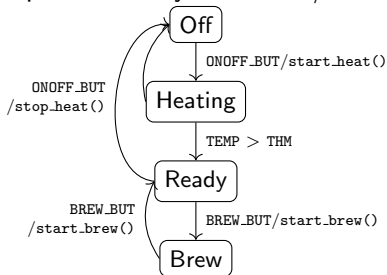 Off
ONOFF_BUT/start_heat()
ONOFF_BUT
/stop_heat()
Heating
TEMP > THM
Ready
BREW_BUT
/start_brew()
BREW_BUT/start_brew()
Brew